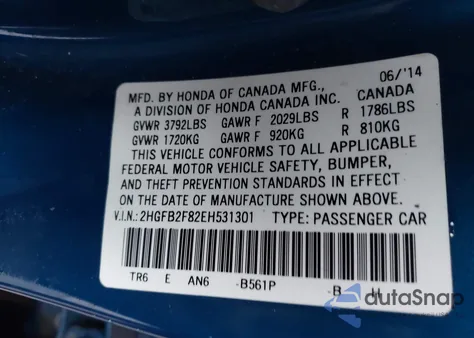 MFD. BY HONDA OF CANADA MFG., 06/'14
A DIVISION OF HONDA CANADA INC. CANADA
GVWR 3792LBS GAWR F 2029LBS R 1786LBS
GVWR 1720KG GAWR F 920KG R 810KG
THIS VEHICLE CONFORMS TO ALL APPLICABLE
FEDERAL MOTOR VEHICLE SAFETY, BUMPER,
AND THEFT PREVENTION STANDARDS IN EFFECT
ON THE DATE OF MANUFACTURE SHOWN ABOVE.
V.I.N.: 2HGFB2F82EH531301 TYPE: PASSENGER CAR
TR6 E AN6 -B561P -B
dutaSnap